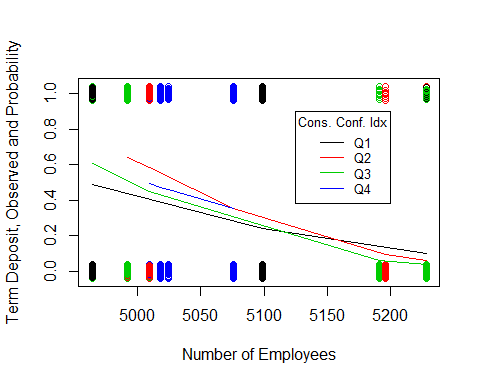 Term Deposit, Observed and Probability
1.0
0.8
0.6
0.4
0.2
0.0
Cons. Conf. Idx
Q1
Q2
Q3
Q4
5000
5050
5100
5150
5200
Number of Employees